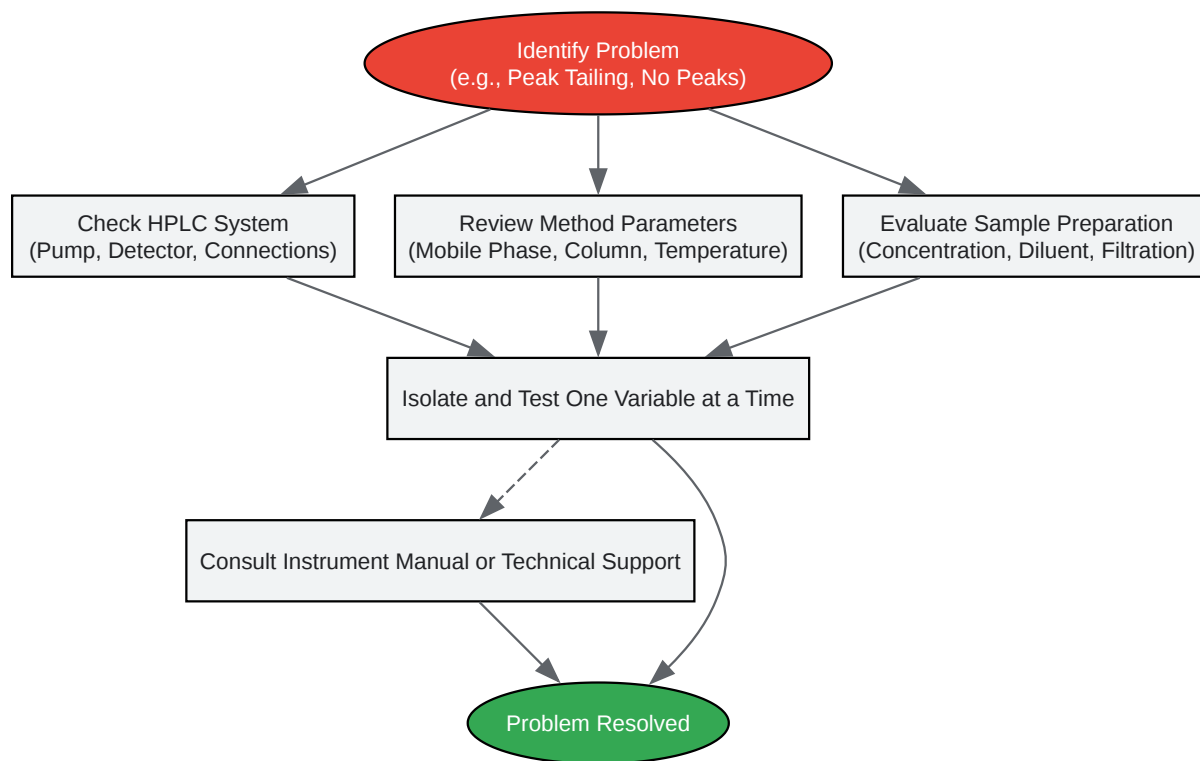 Identify Problem
(e.g., Peak Tailing, No Peaks)
Check HPLC System
(Pump, Detector, Connections)
Review Method Parameters
(Mobile Phase, Column, Temperature)
Evaluate Sample Preparation
(Concentration, Diluent, Filtration)
Isolate and Test One Variable at a Time
Consult Instrument Manual or Technical Support
Problem Resolved